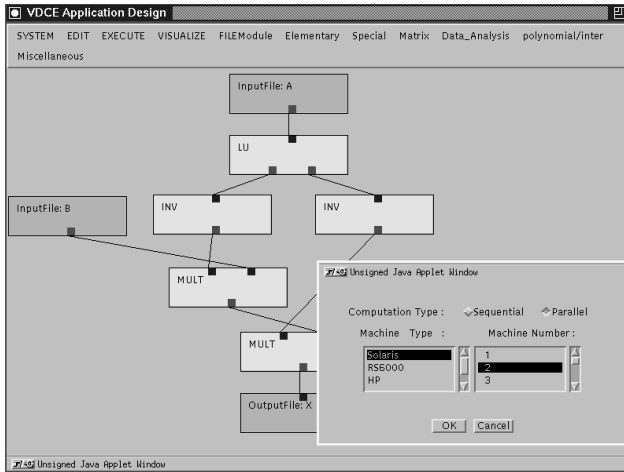 VDCE Application Design
SYSTEM EDIT EXECUTE VISUALIZE FILEModule Elementary Special Matrix Data_Analysis polynomial/inter
Miscellaneous
InputFile: A
LU
InputFile: B
INV
INV
MULT
Unsigned Java Applet Window
Computation Type : Sequential Parallel
Machine Type : Machine Number :
MULT
Solaris
RS6000
HP
1
2
3
OutputFile: X
OK Cancel
Unsigned Java Applet Window